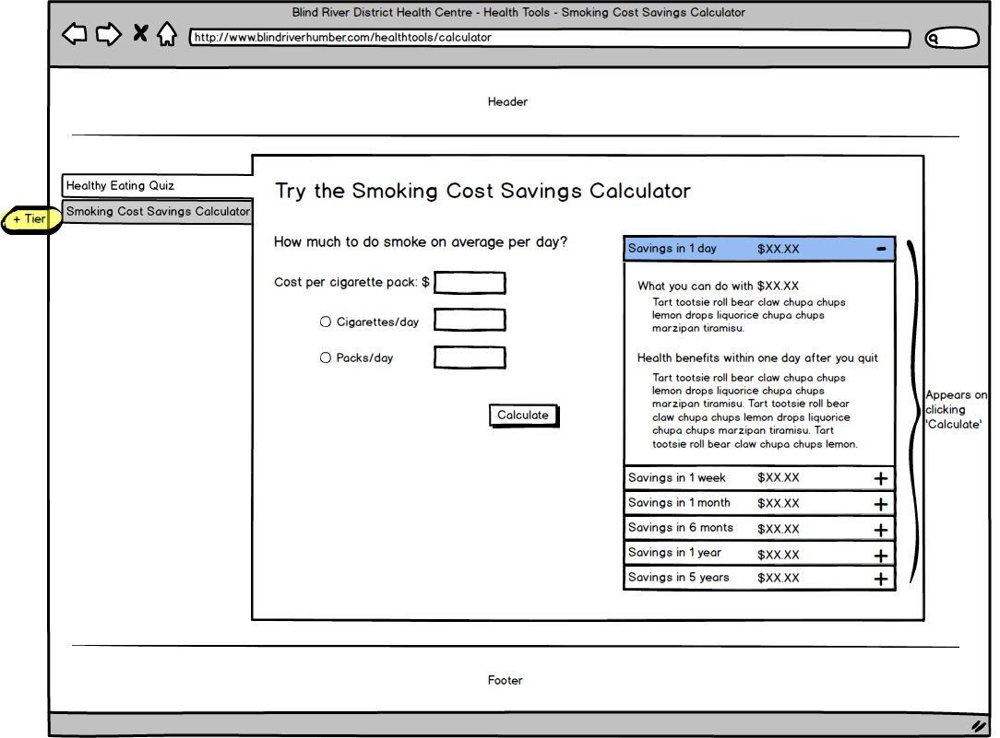 Blind River District Health Centre - Health Tools - Smoking Cost Savings Calculator
http://www.blindriverhumber.com/healthtools/calculator
Header
Healthy Eating Quiz
Smoking Cost Savings Calculator
+ Tier
Try the Smoking Cost Savings Calculator
How much to do smoke on average per day?
Cost per cigarette pack: $
Cigarettes/day
Packs/day
Calculate
Savings in 1 day $XX.XX
What you can do with $XX.XX
Tart tootsie roll bear claw chupa chups
lemon drops liquorice chupa chups
marzipan tiramisu.
Health benefits within one day after you quit
Tart tootsie roll bear claw chupa chups
lemon drops liquorice chupa chups
marzipan tiramisu. Tart tootsie roll bear
claw chupa chups lemon drops liquorice
chupa chups marzipan tiramisu. Tart
tootsie roll bear claw chupa chups lemon.
Savings in 1 week $XX.XX
Savings in 1 month $XX.XX
Savings in 6 monts $XX.XX
Savings in 1 year $XX.XX
Savings in 5 years $XX.XX
Appears on
clicking
'Calculate'
Footer